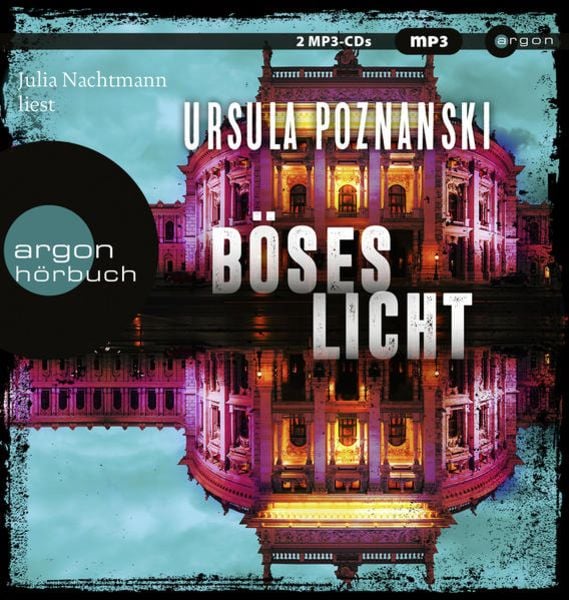 2 MP3-CDs
MP3
argon
Julia Nachtmann
liest
URSULA POZNANSKI
argon
hörbuch
BÖSES
LICHT